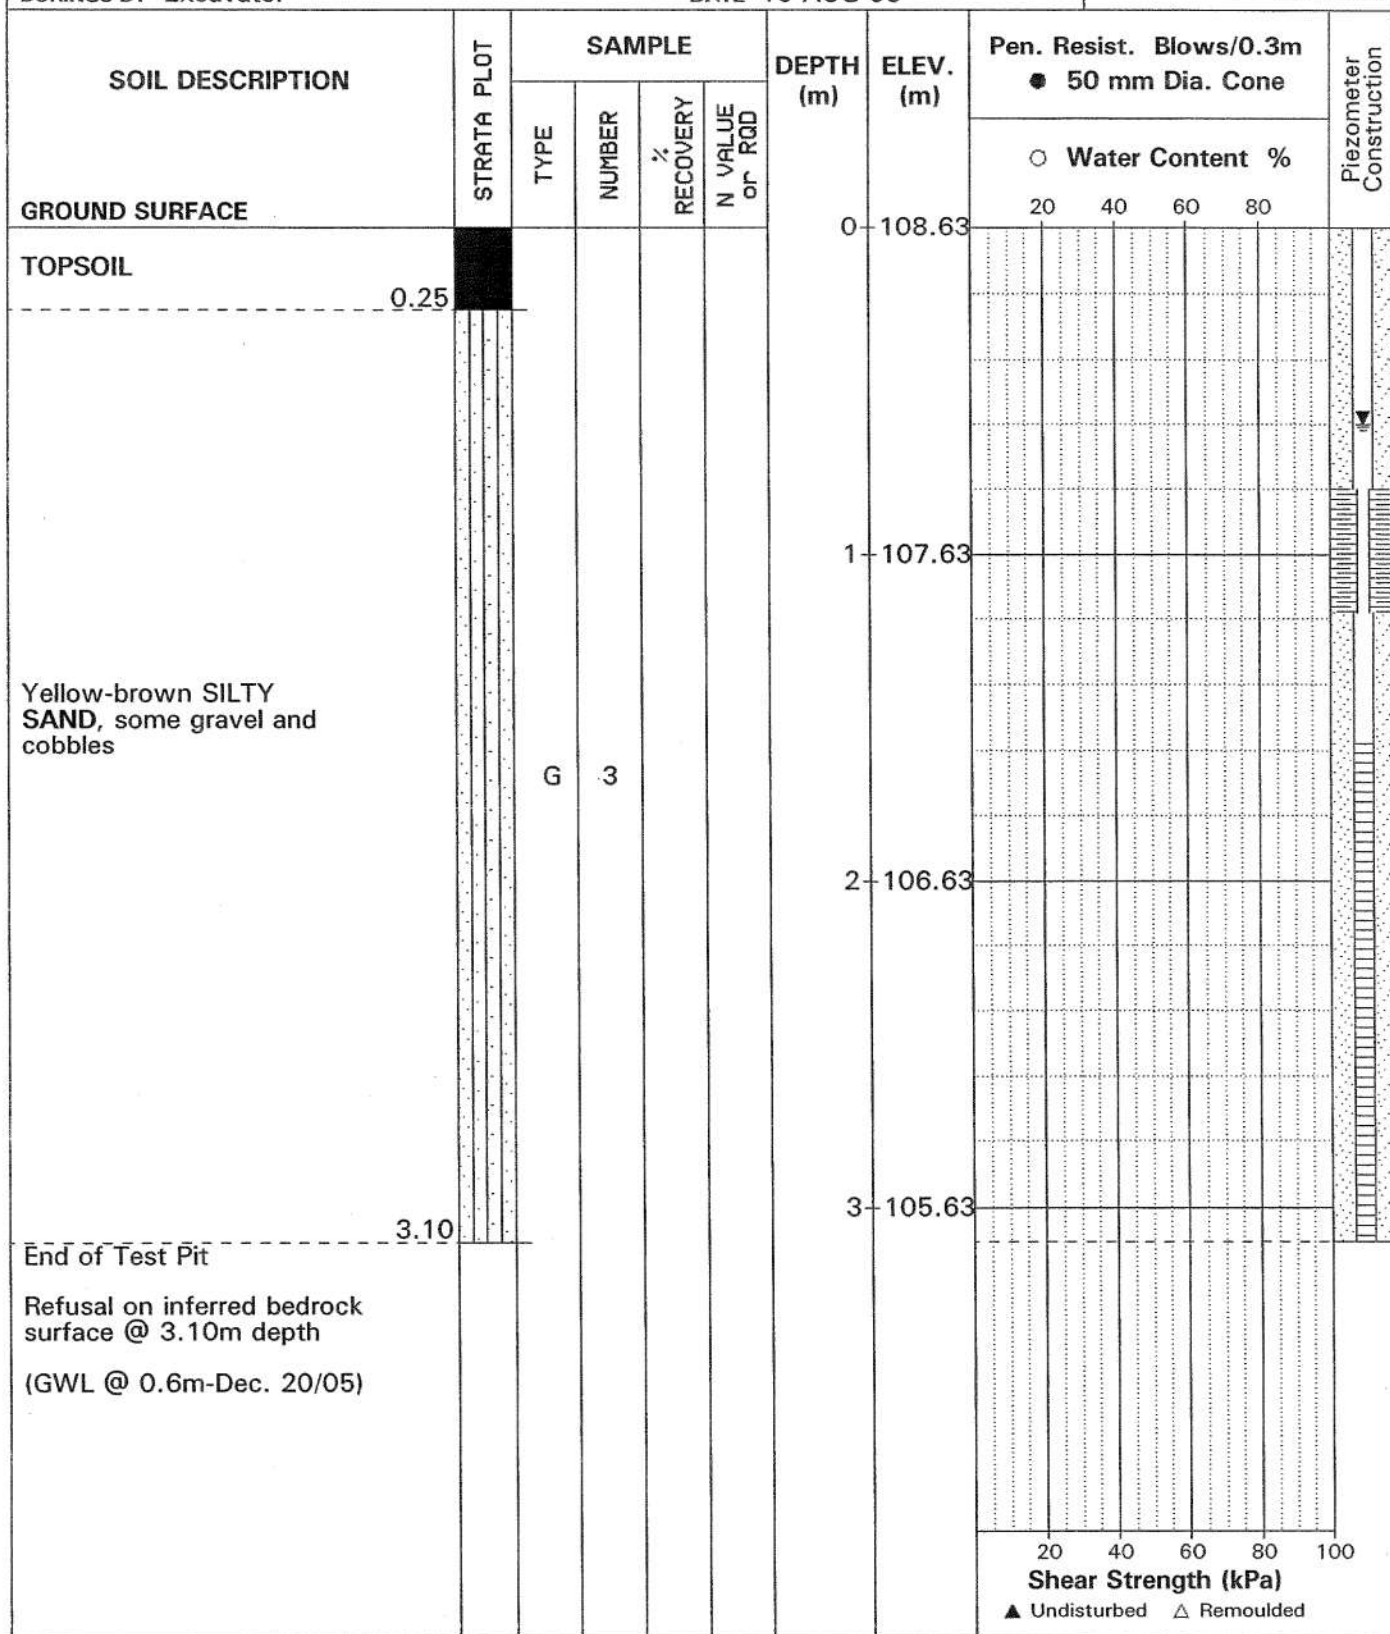 SOIL DESCRIPTION
GROUND SURFACE
STRATA PLOT
SAMPLE
TYPE
NUMBER
%
RECOVERY
N VALUE
or RQD
DEPTH
(m)
ELEV.
(m)
Pen. Resist. Blows/0.3m
● 50 mm Dia. Cone
○ Water Content %
20 40 60 80
Piezometer
Construction
0 108.63
TOPSOIL
0.25
1 107.63
Yellow-brown SILTY
SAND, some gravel and
cobbles
G 3
2 106.63
3 105.63
3.10
End of Test Pit
Refusal on inferred bedrock
surface @ 3.10m depth
(GWL @ 0.6m-Dec. 20/05)
20 40 60 80 100
Shear Strength (kPa)
▲ Undisturbed △ Remoulded